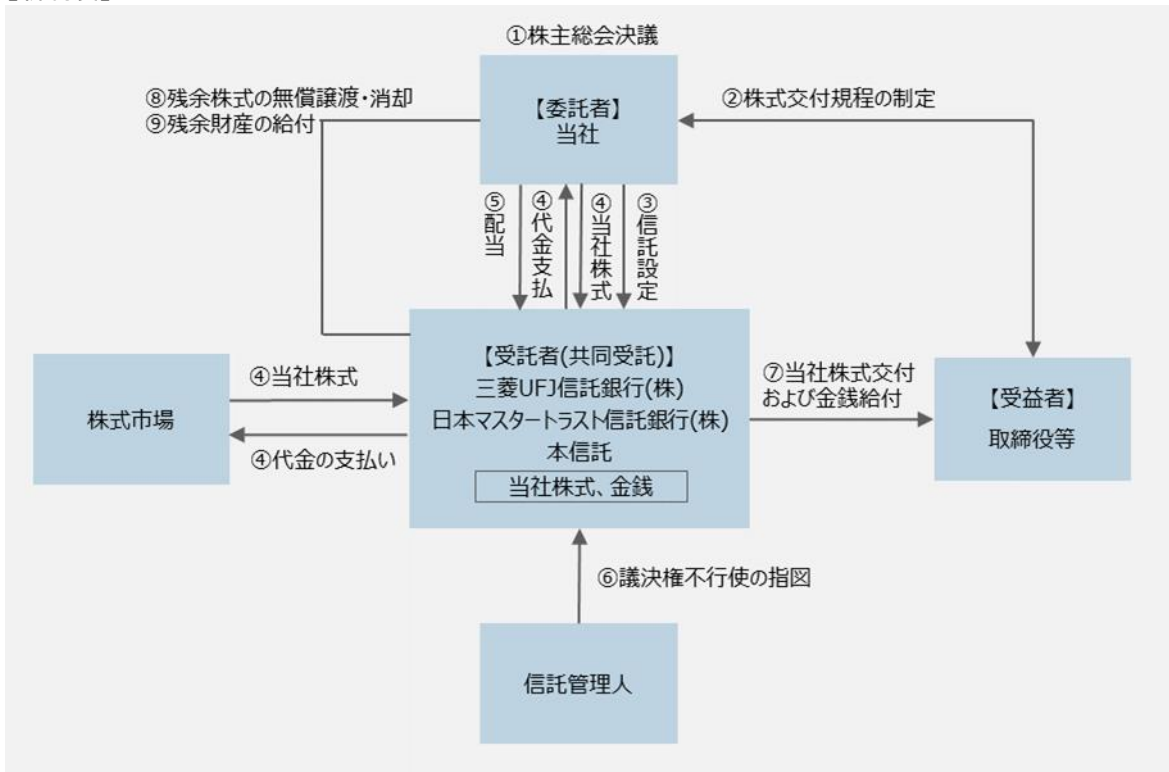 ①株主総会決議
⑧残余株式の無償譲渡・消却
⑨残余財産の給付
【委託者】
当社
②株式交付規程の制定
⑤配当
④代金支払
④当社株式
③信託設定
株式市場
④当社株式
④代金の支払い
【受託者(共同受託)】
三菱UFJ信託銀行(株)
日本マスタートラスト信託銀行(株)
本信託
当社株式、金銭
⑦当社株式交付
および金銭給付
【受益者】
取締役等
⑥議決権不行使の指図
信託管理人